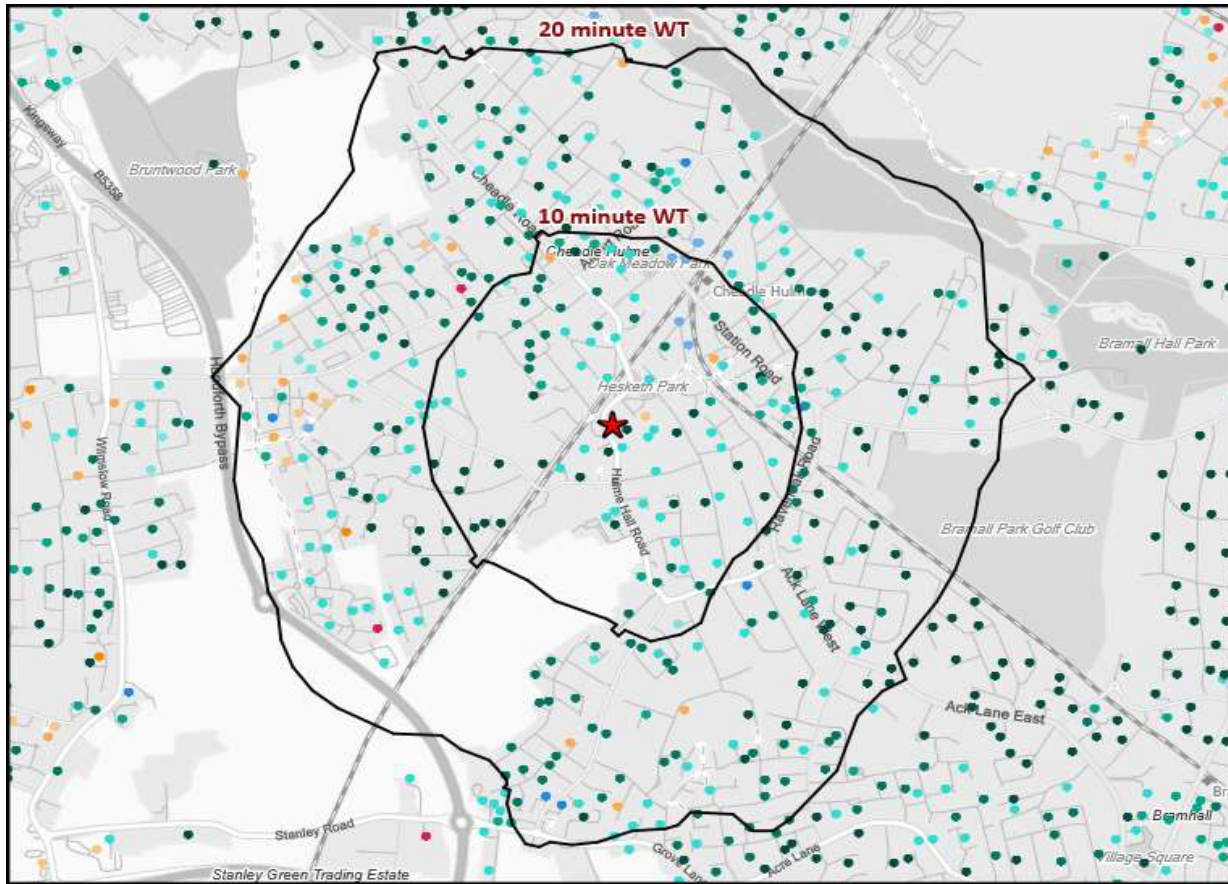 20 minute WT
Kingsway
B5358
Bruntwood Park
Cheadle Road
10 minute WT
Cheadle Hulme
Oak Meadow Park
Cheadle Hulme
Station Road
Bramall Hall Park
Hesketh Park
Wilmslow Road
Handforth Bypass
Hulme Hall Road
Ravenoak Road
Bramall Park Golf Club
Ack Lane West
Ack Lane East
Stanley Road
Bramhall
Village Square
Grove Lane
Acre Lane
Stanley Green Trading Estate